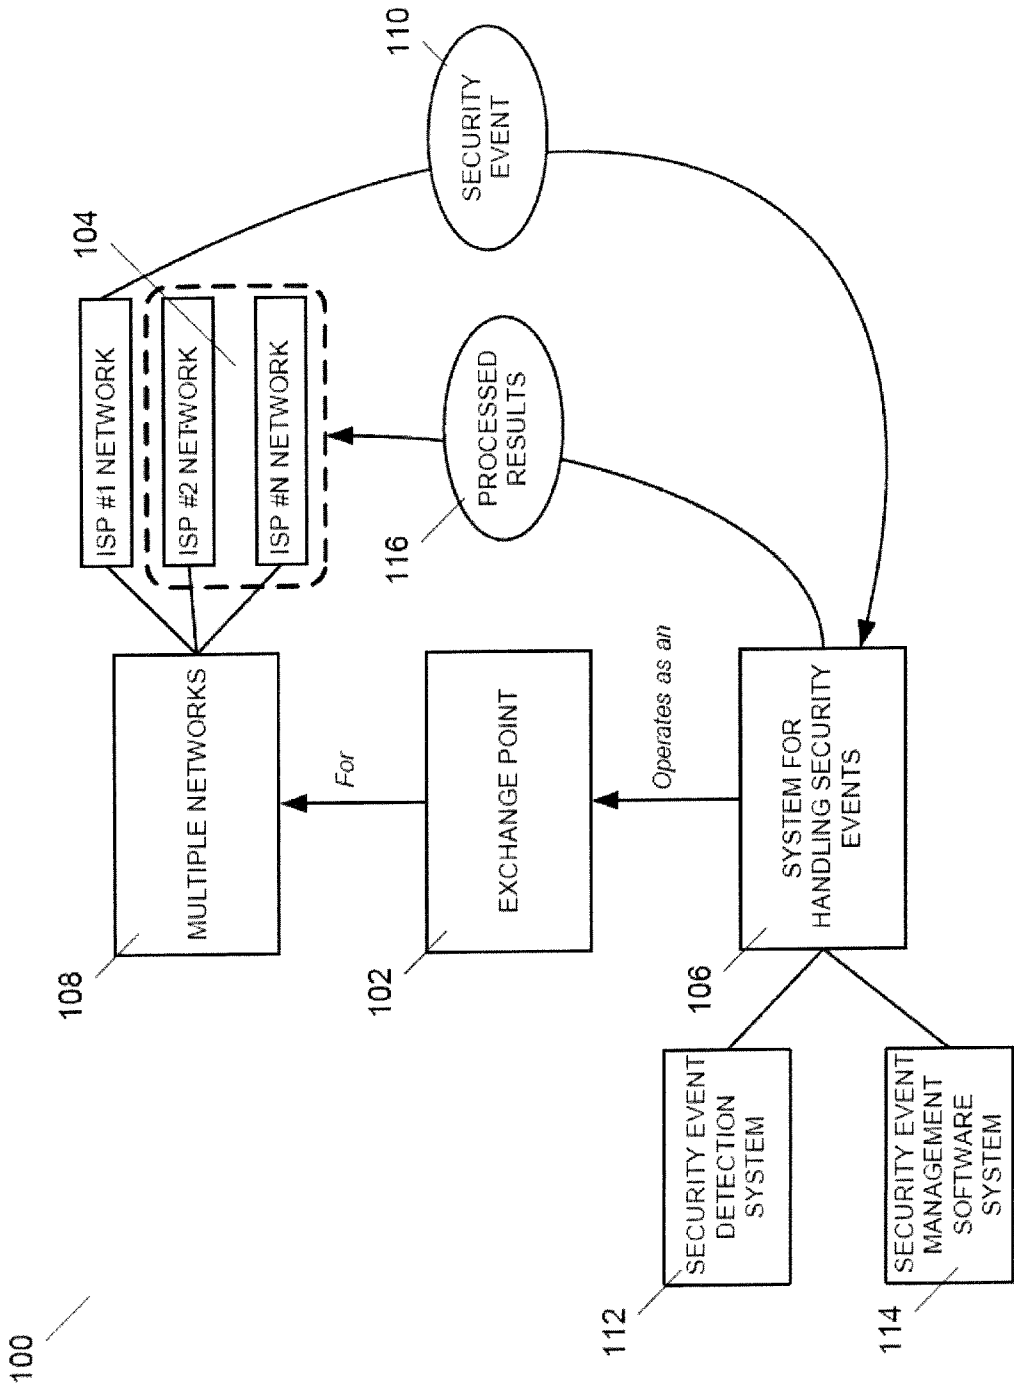 100
108
MULTIPLE NETWORKS
ISP #1 NETWORK
ISP #2 NETWORK
ISP #N NETWORK
104
For
102
EXCHANGE POINT
116
PROCESSED
RESULTS
110
SECURITY
EVENT
Operates as an
106
SYSTEM FOR
HANDLING SECURITY
EVENTS
112
SECURITY EVENT
DETECTION
SYSTEM
114
SECURITY EVENT
MANAGEMENT
SOFTWARE
SYSTEM